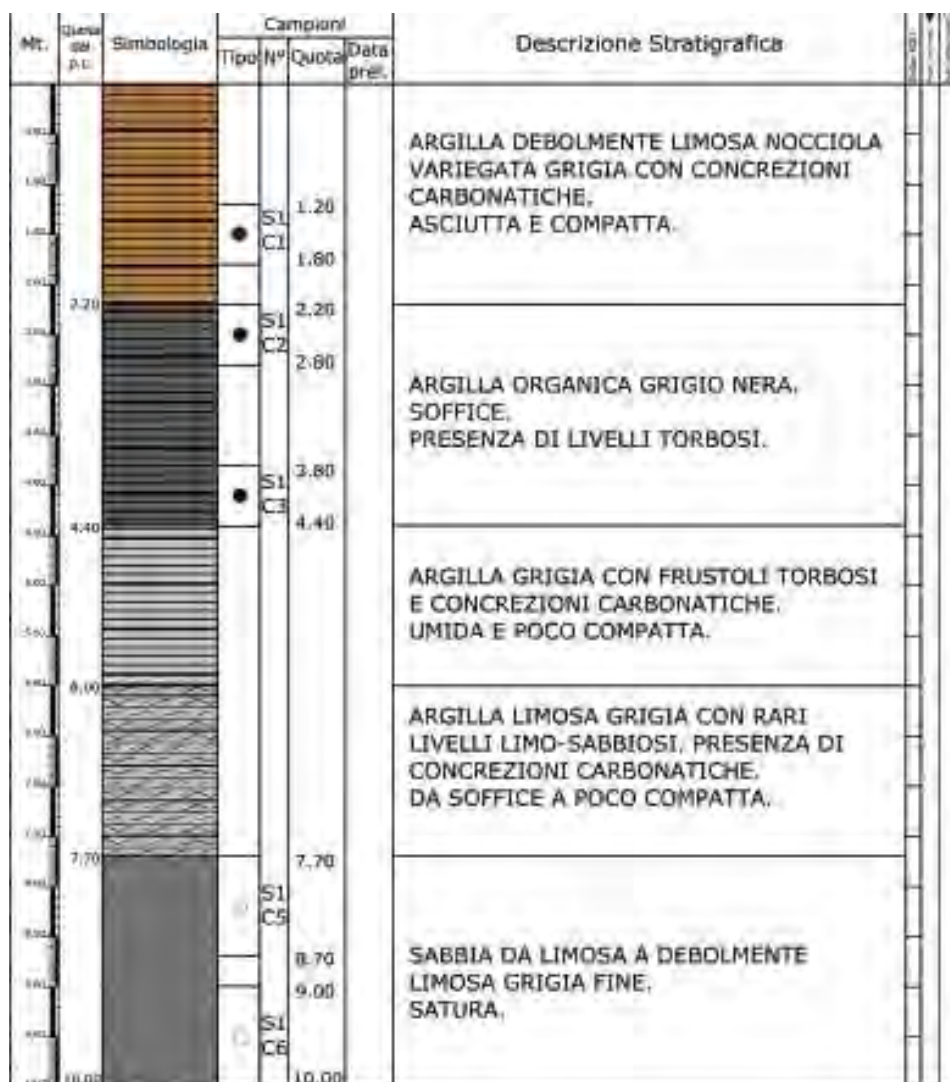 Campioni
Mt.
Quota dal p.c.
Simbologia
Tipo
N°
Quota
Data prel.
Descrizione Stratigrafica
ARGILLA DEBOLMENTE LIMOSA NOCCIOLA
VARIEGATA GRIGIA CON CONCREZIONI
CARBONATICHE.
ASCIUTTA E COMPATTA.
S1
C1
1.20
1.80
2.20
S1
C2
2.20
2.80
ARGILLA ORGANICA GRIGIO NERA.
SOFFICE.
PRESENZA DI LIVELLI TORBOSI.
S1
C3
3.80
4.40
4.40
ARGILLA GRIGIA CON FRUSTOLI TORBOSI
E CONCREZIONI CARBONATICHE.
UMIDA E POCO COMPATTA.
6.00
ARGILLA LIMOSA GRIGIA CON RARI
LIVELLI LIMO-SABBIOSI. PRESENZA DI
CONCREZIONI CARBONATICHE.
DA SOFFICE A POCO COMPATTA.
7.70
7.70
S1
C5
8.70
SABBIA DA LIMOSA A DEBOLMENTE
LIMOSA GRIGIA FINE.
SATURA.
9.00
S1
C6
10.00
10.00